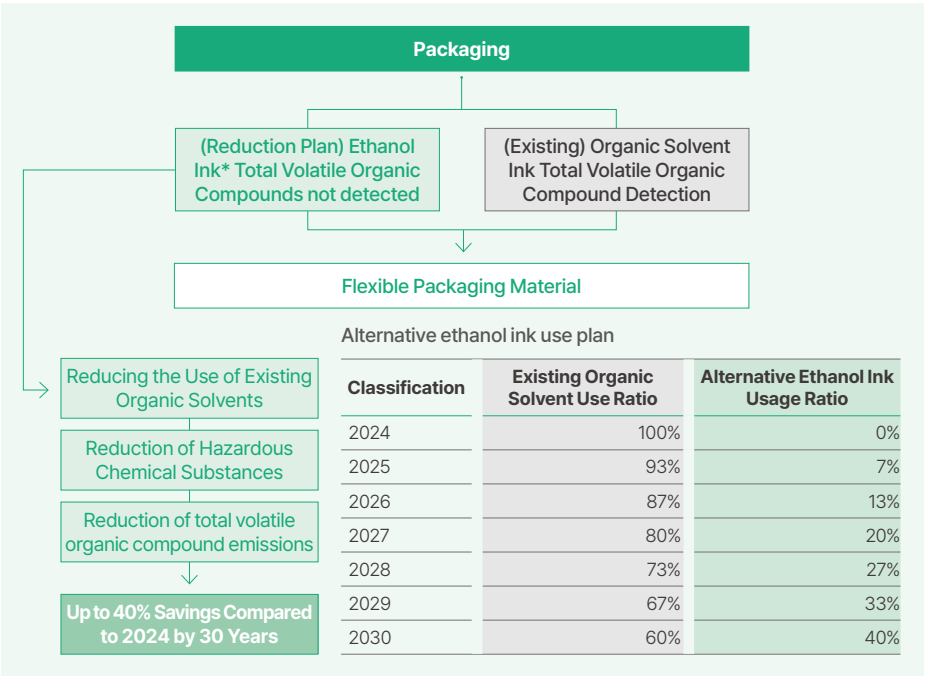 Packaging
(Reduction Plan) Ethanol
Ink* Total Volatile Organic
Compounds not detected
(Existing) Organic Solvent
Ink Total Volatile Organic
Compound Detection
Flexible Packaging Material
Reducing the Use of Existing
Organic Solvents
Reduction of Hazardous
Chemical Substances
Reduction of total volatile
organic compound emissions
Up to 40% Savings Compared
to 2024 by 30 Years
Alternative ethanol ink use plan
Classification
Existing Organic
Solvent Use Ratio
Alternative Ethanol Ink
Usage Ratio
2024 100% 0%
2025 93% 7%
2026 87% 13%
2027 80% 20%
2028 73% 27%
2029 67% 33%
2030 60% 40%